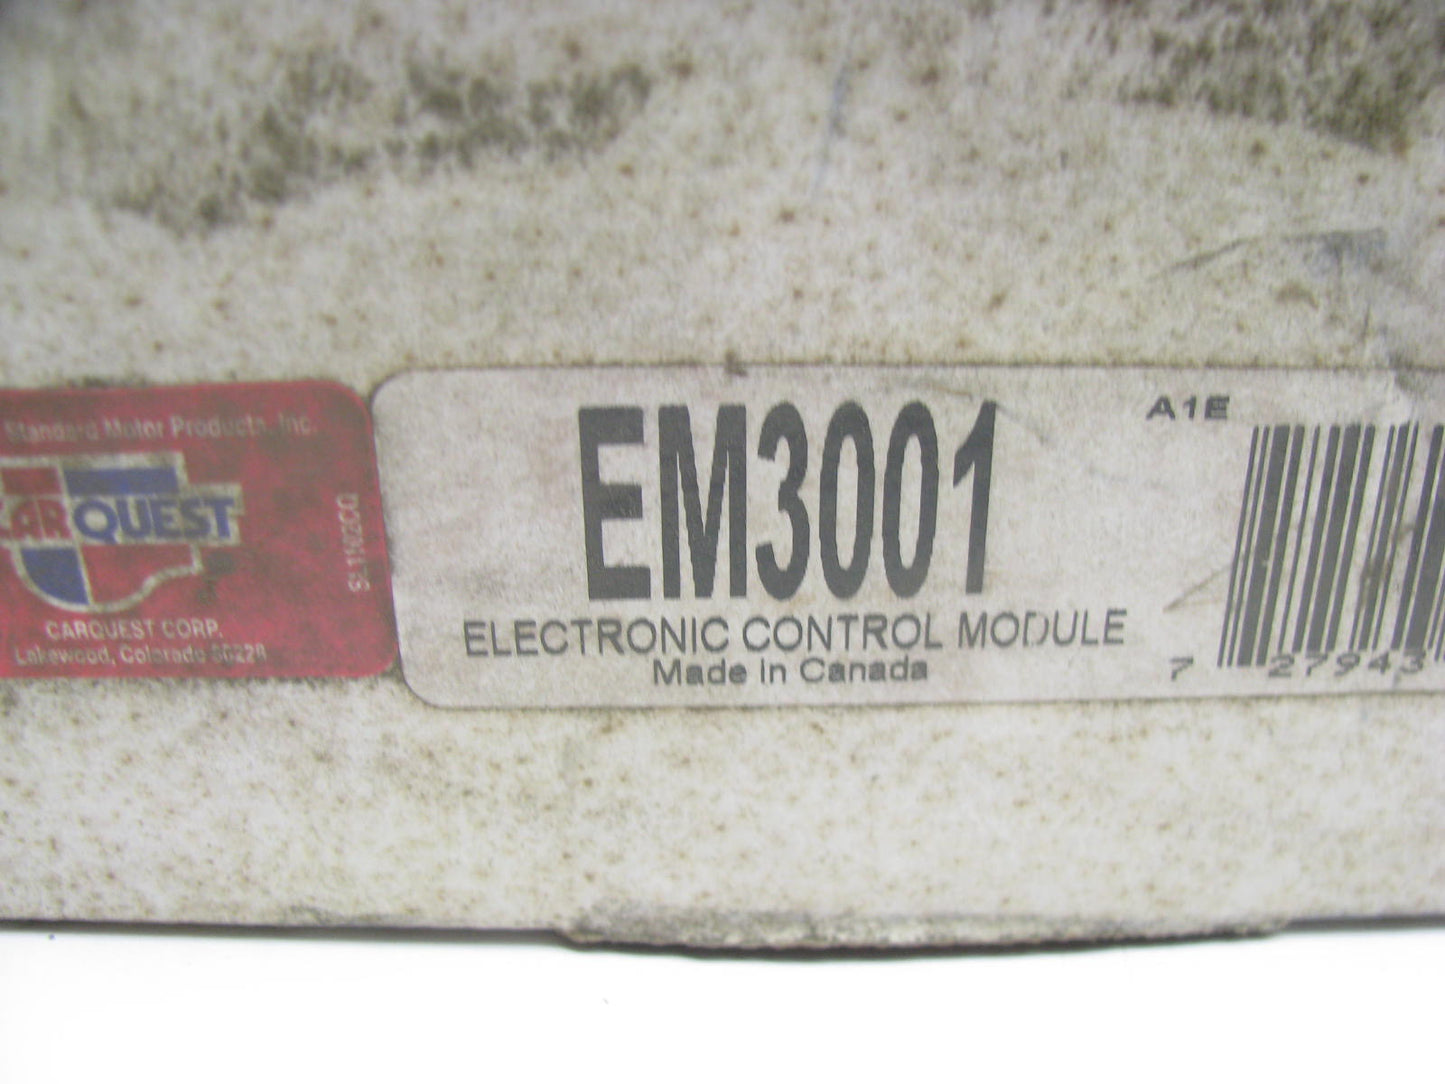 Standard Motor Products, Inc.
CARQUEST
CARQUEST CORP.
Lakewood, Colorado 80228
SL1192CQ
EM3001
ELECTRONIC CONTROL MODULE
Made in Canada
A1E
7 27943